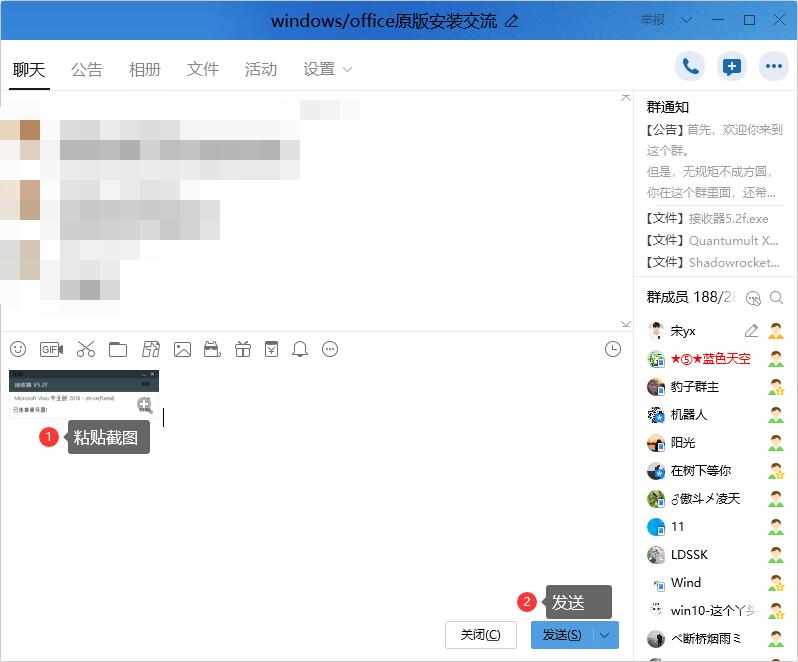 windows/office原版安装交流
举报
聊天 公告 相册 文件 活动 设置
群通知
【公告】首先，欢迎你来到
这个群。
但是，无规矩不成方圆，
你在这个群里面，还希...
【文件】接收器5.2f.exe
【文件】Quantumult X...
【文件】Shadowrocket...
群成员 188/2
宋yx
★⑤★蓝色天空
豹子群主
机器人
阳光
在树下等你
♂傲斗メ凌天
11
LDSSK
Wind
win10-这个丫头
ぺ断桥烟雨ミ
GIF
接收器 V5.2f
Microsoft Visio 专业版 2018 - zh-cn(Retail)
已连接服务器!
1 粘贴截图
2 发送
关闭(C) 发送(S)